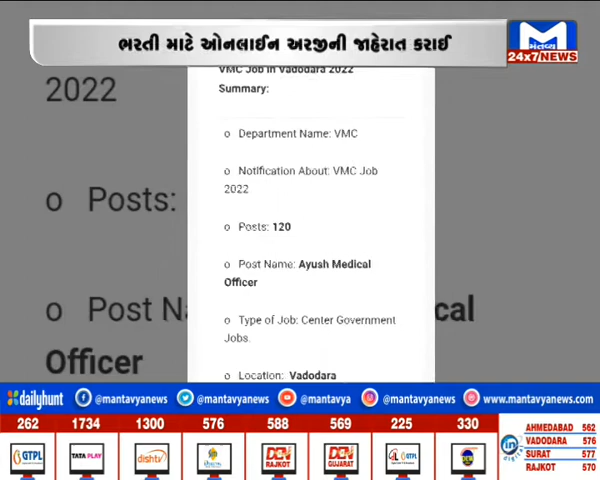 ભરતી માટે ઓનલાઈન અરજીની જાહેરાત કરાઈ
મંતવ્ય
24x7NEWS
2022
o Posts:
o Post Na
cal
Officer
VMC Job in Vadodara 2022
Summary:
o Department Name: VMC
o Notification About: VMC Job
2022
o Posts: 120
o Post Name: Ayush Medical
Officer
o Type of Job: Center Government
Jobs.
o Location: Vadodara
dailyhunt @mantavyanews @mantavyanews @mantavya @mantavyanews @mantavyanews www.mantavyanews.com
262 1734 1300 576 588 569 225 330
GTPL TATA PLAY dishtv DEN RAJKOT DEN GUJARAT GTPL
in digital
AHMEDABAD 562
VADODARA 576
SURAT 577
RAJKOT 570